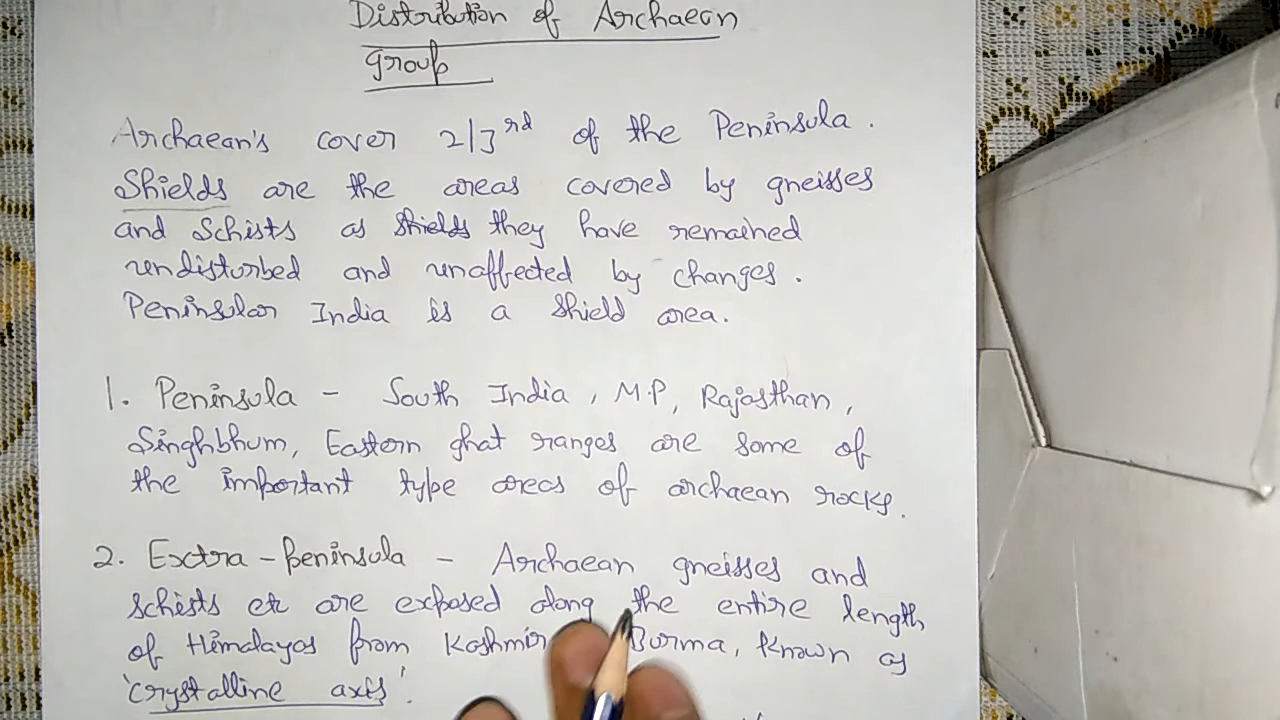 Distribution of Archaean
group
Archaean's cover 2/3rd of the Peninsula.
Shields are the areas covered by gneisses
and Schists as they have remained
undisturbed and unaffected by changes.
Peninsular India is a Shield area.
1. Peninsula - South India, M.P, Rajasthan,
Singhbhum, Eastern ghat ranges are some of
the important type areas of archaean rocks.
2. Extra-peninsula - Archaean gneisses and
Schists etc are exposed along the entire length
of Himalayas from Kashmir Burma, known as
'crystalline axis'.